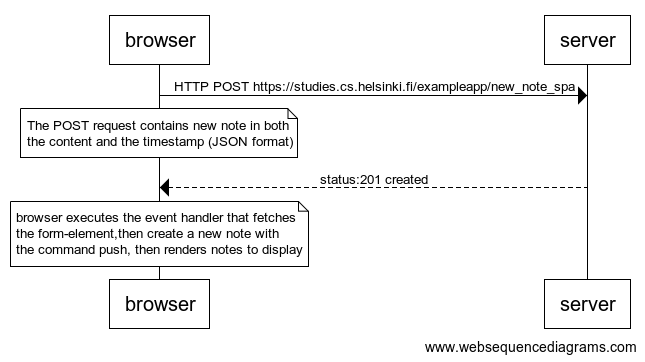 browser
server
HTTP POST https://studies.cs.helsinki.fi/exampleapp/new_note_spa
The POST request contains new note in both
the content and the timestamp (JSON format)
status:201 created
browser executes the event handler that fetches
the form-element,then create a new note with
the command push, then renders notes to display
browser
server
www.websequencediagrams.com